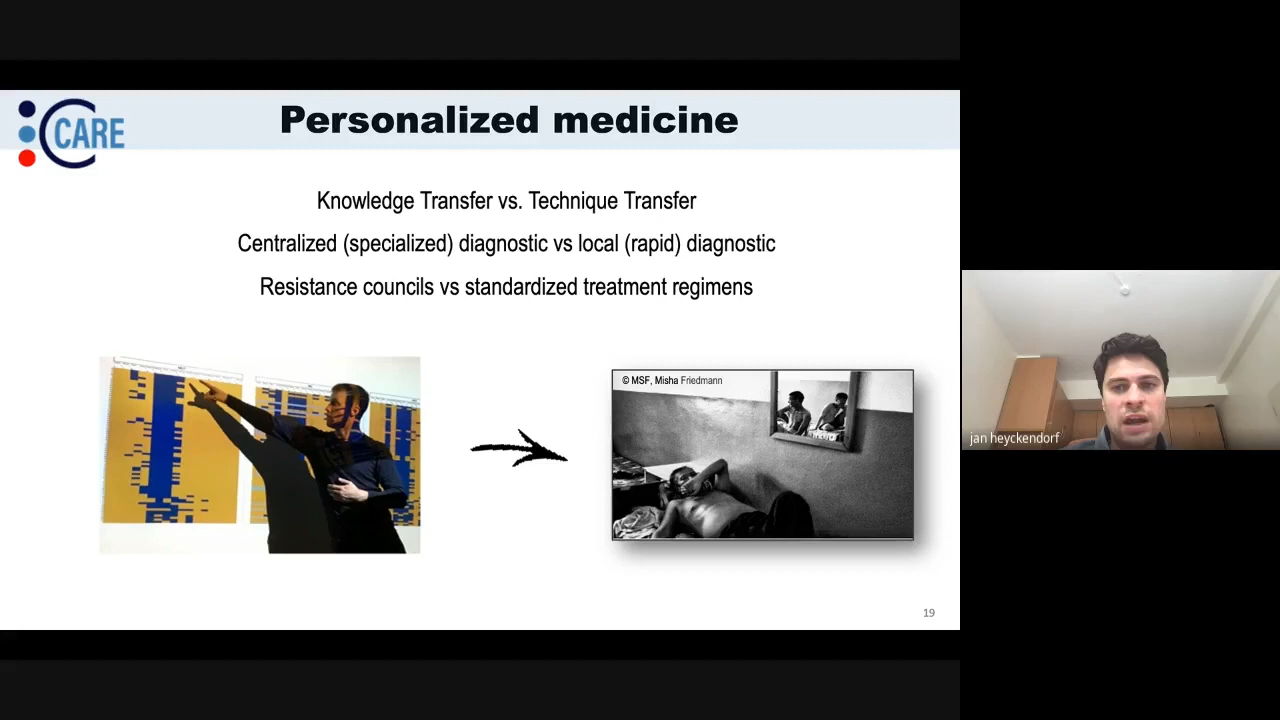 CARE
Personalized medicine
Knowledge Transfer vs. Technique Transfer
Centralized (specialized) diagnostic vs local (rapid) diagnostic
Resistance councils vs standardized treatment regimens
© MSF, Misha Friedmann
19
jan heyckendorf